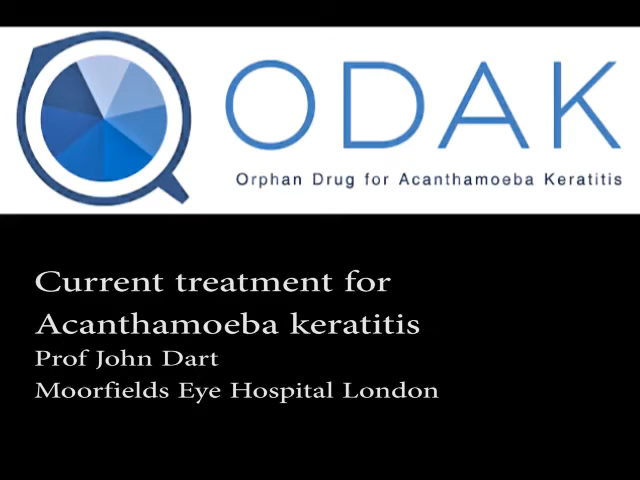 ODAK
Orphan Drug for Acanthamoeba Keratitis
Current treatment for
Acanthamoeba keratitis
Prof John Dart
Moorfields Eye Hospital London